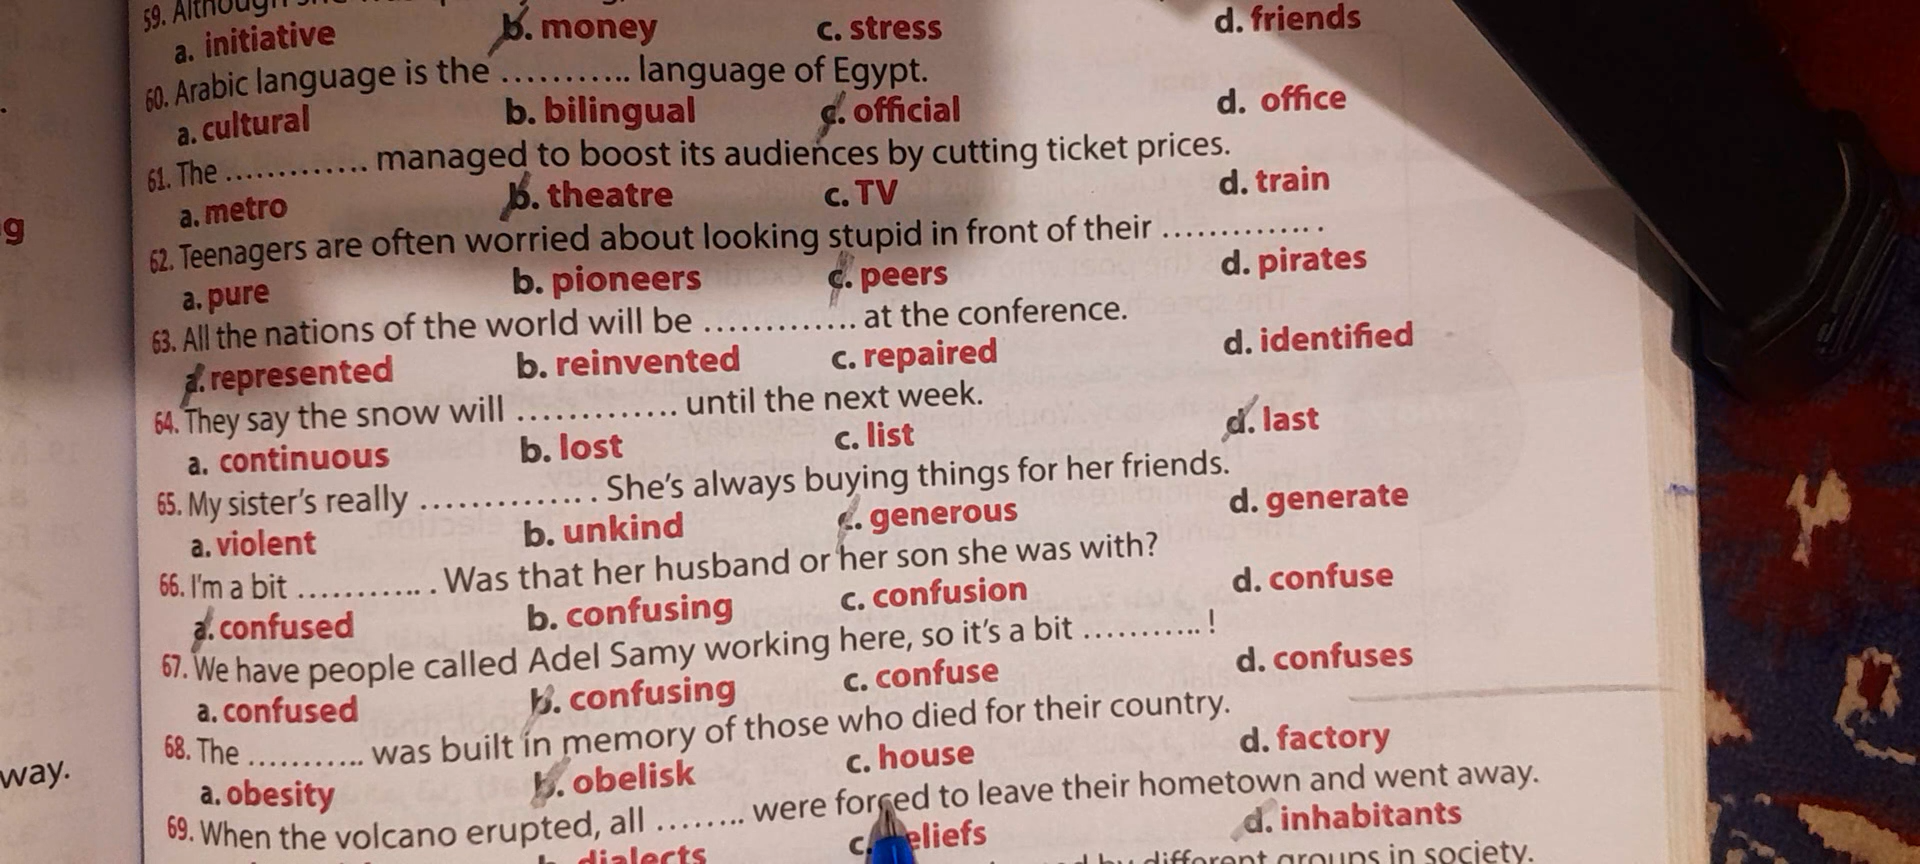 59. Although
a. initiative b. money c. stress d. friends
60. Arabic language is the ........... language of Egypt.
a. cultural b. bilingual c. official d. office
61. The ............. managed to boost its audiences by cutting ticket prices.
a. metro b. theatre c. TV d. train
62. Teenagers are often worried about looking stupid in front of their .............
a. pure b. pioneers c. peers d. pirates
63. All the nations of the world will be ............. at the conference.
a. represented b. reinvented c. repaired d. identified
64. They say the snow will .............. until the next week.
a. continuous b. lost c. list d. last
65. My sister's really ............... She's always buying things for her friends.
a. violent b. unkind c. generous d. generate
66. I'm a bit ............ . Was that her husband or her son she was with?
a. confused b. confusing c. confusion d. confuse
67. We have people called Adel Samy working here, so it's a bit ...........!
a. confused b. confusing c. confuse d. confuses
68. The ........... was built in memory of those who died for their country.
a. obesity b. obelisk c. house d. factory
69. When the volcano erupted, all ........ were forced to leave their hometown and went away.
b. dialects c. eliefs d. inhabitants
by different groups in society.
g
way.